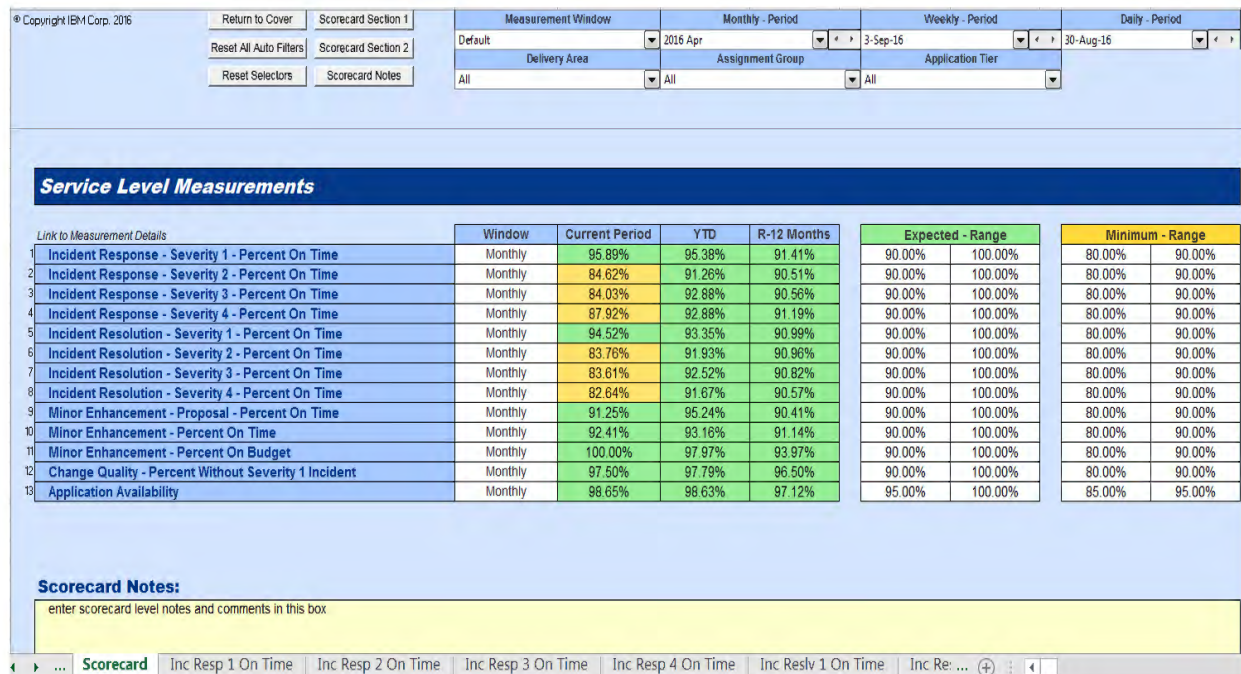 © Copyright IBM Corp. 2016 Return to Cover Scorecard Section 1 Measurement Window Monthly - Period Weekly - Period Daily - Period
Default 2016 Apr 3-Sep-16 30-Aug-16
Reset All Auto Filters Scorecard Section 2
Delivery Area Assignment Group Application Tier
Reset Selectors Scorecard Notes All All All
Service Level Measurements
Link to Measurement Details Window Current Period YTD R-12 Months Expected - Range Minimum - Range
1 Incident Response - Severity 1 - Percent On Time Monthly 95.89% 95.38% 91.41% 90.00% 100.00% 80.00% 90.00%
2 Incident Response - Severity 2 - Percent On Time Monthly 84.62% 91.26% 90.51% 90.00% 100.00% 80.00% 90.00%
3 Incident Response - Severity 3 - Percent On Time Monthly 84.03% 92.88% 90.56% 90.00% 100.00% 80.00% 90.00%
4 Incident Response - Severity 4 - Percent On Time Monthly 87.92% 92.88% 91.19% 90.00% 100.00% 80.00% 90.00%
5 Incident Resolution - Severity 1 - Percent On Time Monthly 94.52% 93.35% 90.99% 90.00% 100.00% 80.00% 90.00%
6 Incident Resolution - Severity 2 - Percent On Time Monthly 83.76% 91.93% 90.96% 90.00% 100.00% 80.00% 90.00%
7 Incident Resolution - Severity 3 - Percent On Time Monthly 83.61% 92.52% 90.82% 90.00% 100.00% 80.00% 90.00%
8 Incident Resolution - Severity 4 - Percent On Time Monthly 82.64% 91.67% 90.57% 90.00% 100.00% 80.00% 90.00%
9 Minor Enhancement - Proposal - Percent On Time Monthly 91.25% 95.24% 90.41% 90.00% 100.00% 80.00% 90.00%
10 Minor Enhancement - Percent On Time Monthly 92.41% 93.16% 91.14% 90.00% 100.00% 80.00% 90.00%
11 Minor Enhancement - Percent On Budget Monthly 100.00% 97.97% 93.97% 90.00% 100.00% 80.00% 90.00%
12 Change Quality - Percent Without Severity 1 Incident Monthly 97.50% 97.79% 96.50% 90.00% 100.00% 80.00% 90.00%
13 Application Availability Monthly 98.65% 98.63% 97.12% 95.00% 100.00% 85.00% 95.00%
Scorecard Notes:
enter scorecard level notes and comments in this box
... Scorecard Inc Resp 1 On Time Inc Resp 2 On Time Inc Resp 3 On Time Inc Resp 4 On Time Inc Reslv 1 On Time Inc Re: ...